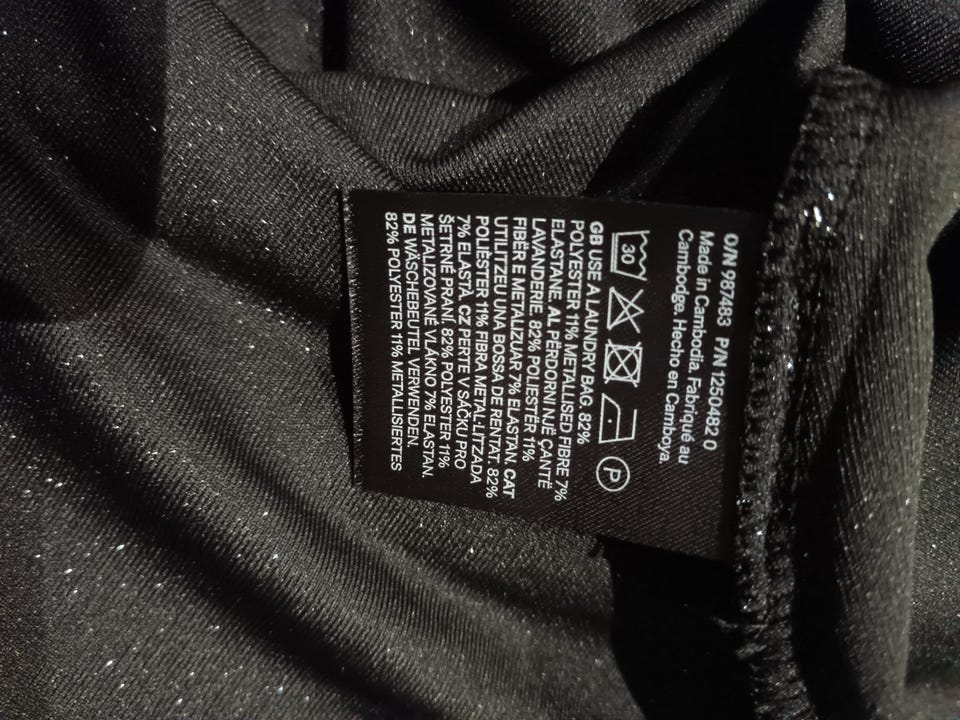 O/N 987483 P/N 1250482 0
Made in Cambodia. Fabriqué au
Cambodge. Hecho en Camboya.
30 P
GB USE A LAUNDRY BAG. 82%
POLYESTER 11% METALLISED FIBRE 7%
ELASTANE. AL PËRDORNI NJË ÇANTË
LAVANDERIE. 82% POLIESTËR 11%
FIBËR E METALIZUAR 7% ELASTAN. CAT
UTILITZEU UNA BOSSA DE RENTAT. 82%
POLIÈSTER 11% FIBRA METAL·LITZADA
7% ELASTÀ. CZ PERTE V SÁČKU PRO
ŠETRNÉ PRANÍ. 82% POLYESTER 11%
METALIZOVANÉ VLÁKNO 7% ELASTAN.
DE WÄSCHEBEUTEL VERWENDEN.
82% POLYESTER 11% METALLISIERTES